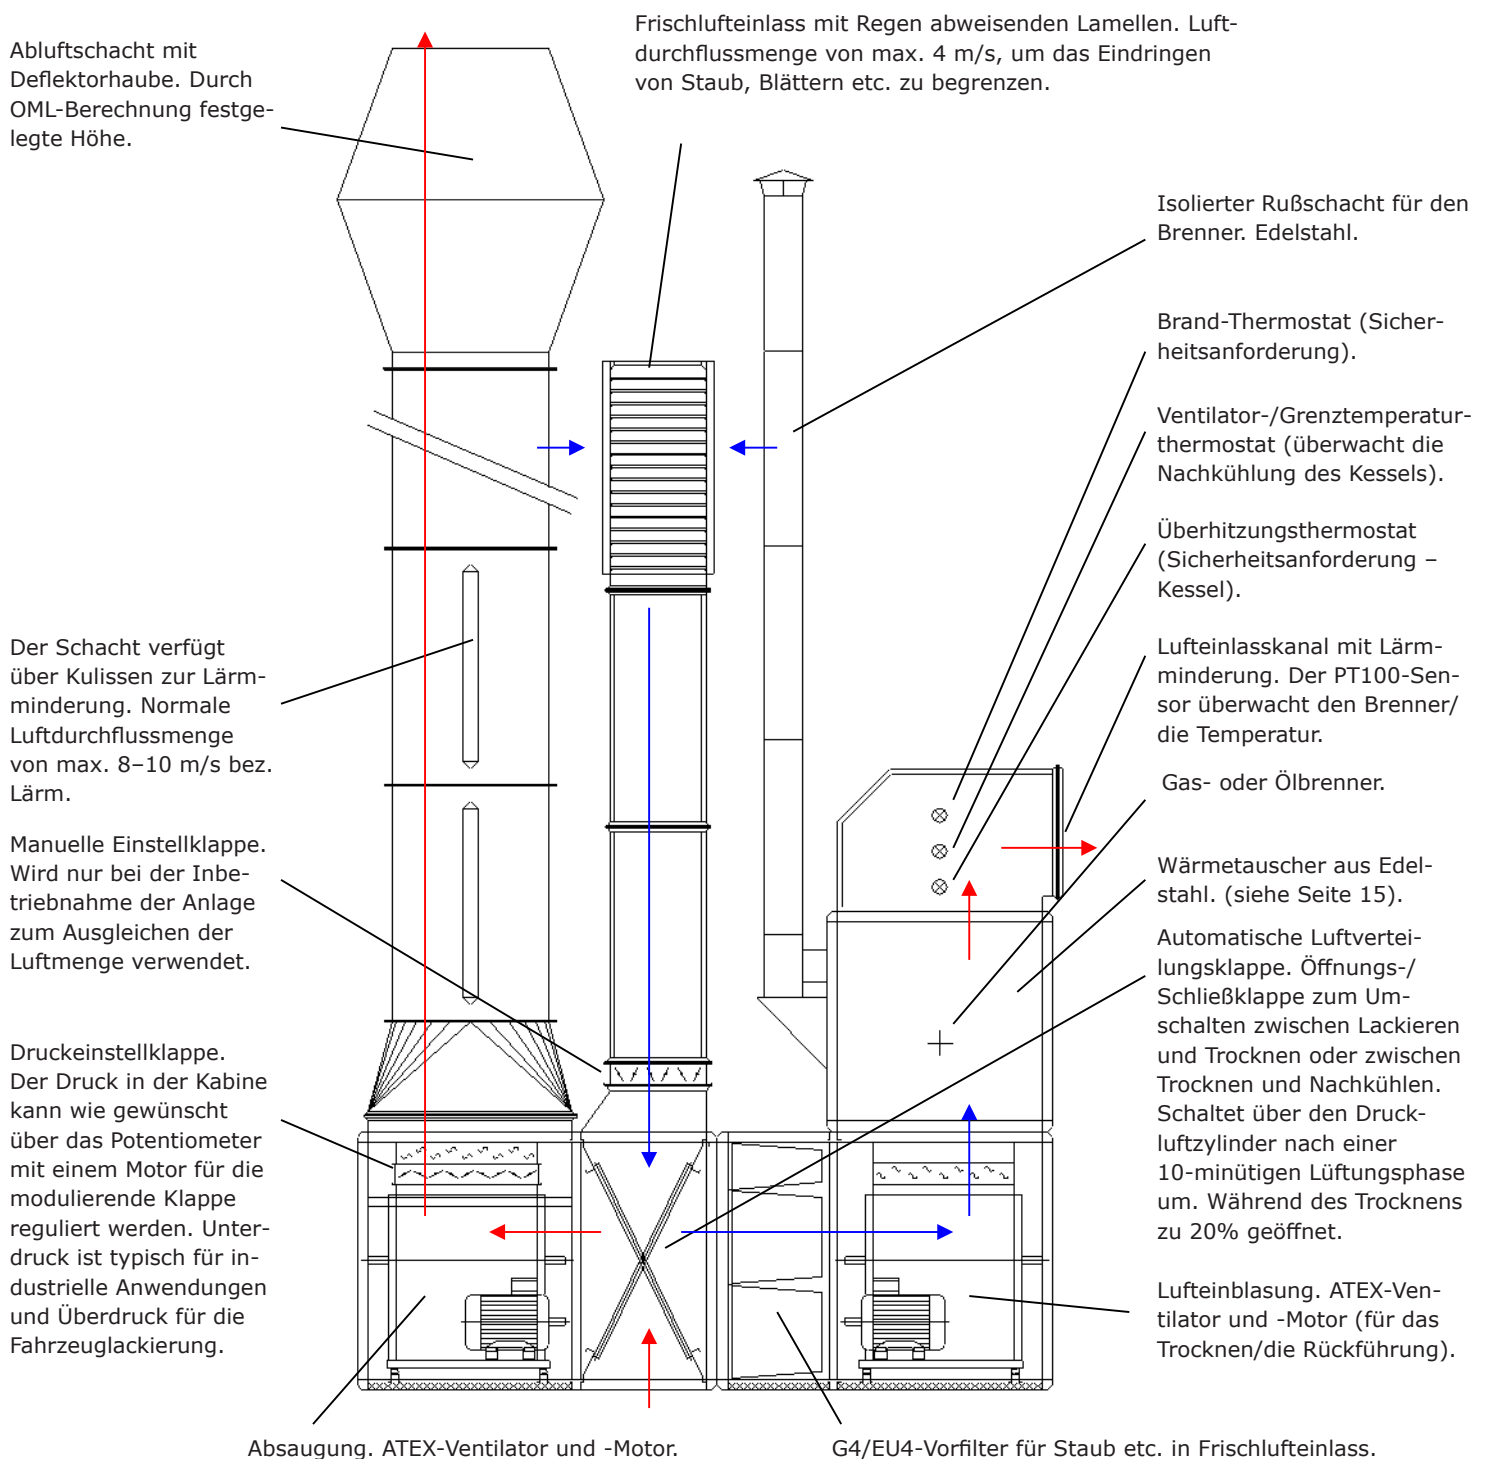 Abluftschacht mit
Deflektorhaube. Durch
OML-Berechnung festge-
legte Höhe.
Frischlufteinlass mit Regen abweisenden Lamellen. Luft-
durchflussmenge von max. 4 m/s, um das Eindringen
von Staub, Blättern etc. zu begrenzen.
Isolierter Rußschacht für den
Brenner. Edelstahl.
Brand-Thermostat (Sicher-
heitsanforderung).
Ventilator-/Grenztemperatur-
thermostat (überwacht die
Nachkühlung des Kessels).
Überhitzungsthermostat
(Sicherheitsanforderung –
Kessel).
Lufteinlasskanal mit Lärm-
minderung. Der PT100-Sen-
sor überwacht den Brenner/
die Temperatur.
Gas- oder Ölbrenner.
Wärmetauscher aus Edel-
stahl. (siehe Seite 15).
Automatische Luftvertei-
lungsklappe. Öffnungs-/
Schließklappe zum Um-
schalten zwischen Lackieren
und Trocknen oder zwischen
Trocknen und Nachkühlen.
Schaltet über den Druck-
luftzylinder nach einer
10-minütigen Lüftungsphase
um. Während des Trocknens
zu 20% geöffnet.
Lufteinblasung. ATEX-Ven-
tilator und -Motor (für das
Trocknen/die Rückführung).
Der Schacht verfügt
über Kulissen zur Lärm-
minderung. Normale
Luftdurchflussmenge
von max. 8–10 m/s bez.
Lärm.
Manuelle Einstellklappe.
Wird nur bei der Inbe-
triebnahme der Anlage
zum Ausgleichen der
Luftmenge verwendet.
Druckeinstellklappe.
Der Druck in der Kabine
kann wie gewünscht
über das Potentiometer
mit einem Motor für die
modulierende Klappe
reguliert werden. Unter-
druck ist typisch für in-
dustrielle Anwendungen
und Überdruck für die
Fahrzeuglackierung.
Absaugung. ATEX-Ventilator und -Motor.
G4/EU4-Vorfilter für Staub etc. in Frischlufteinlass.